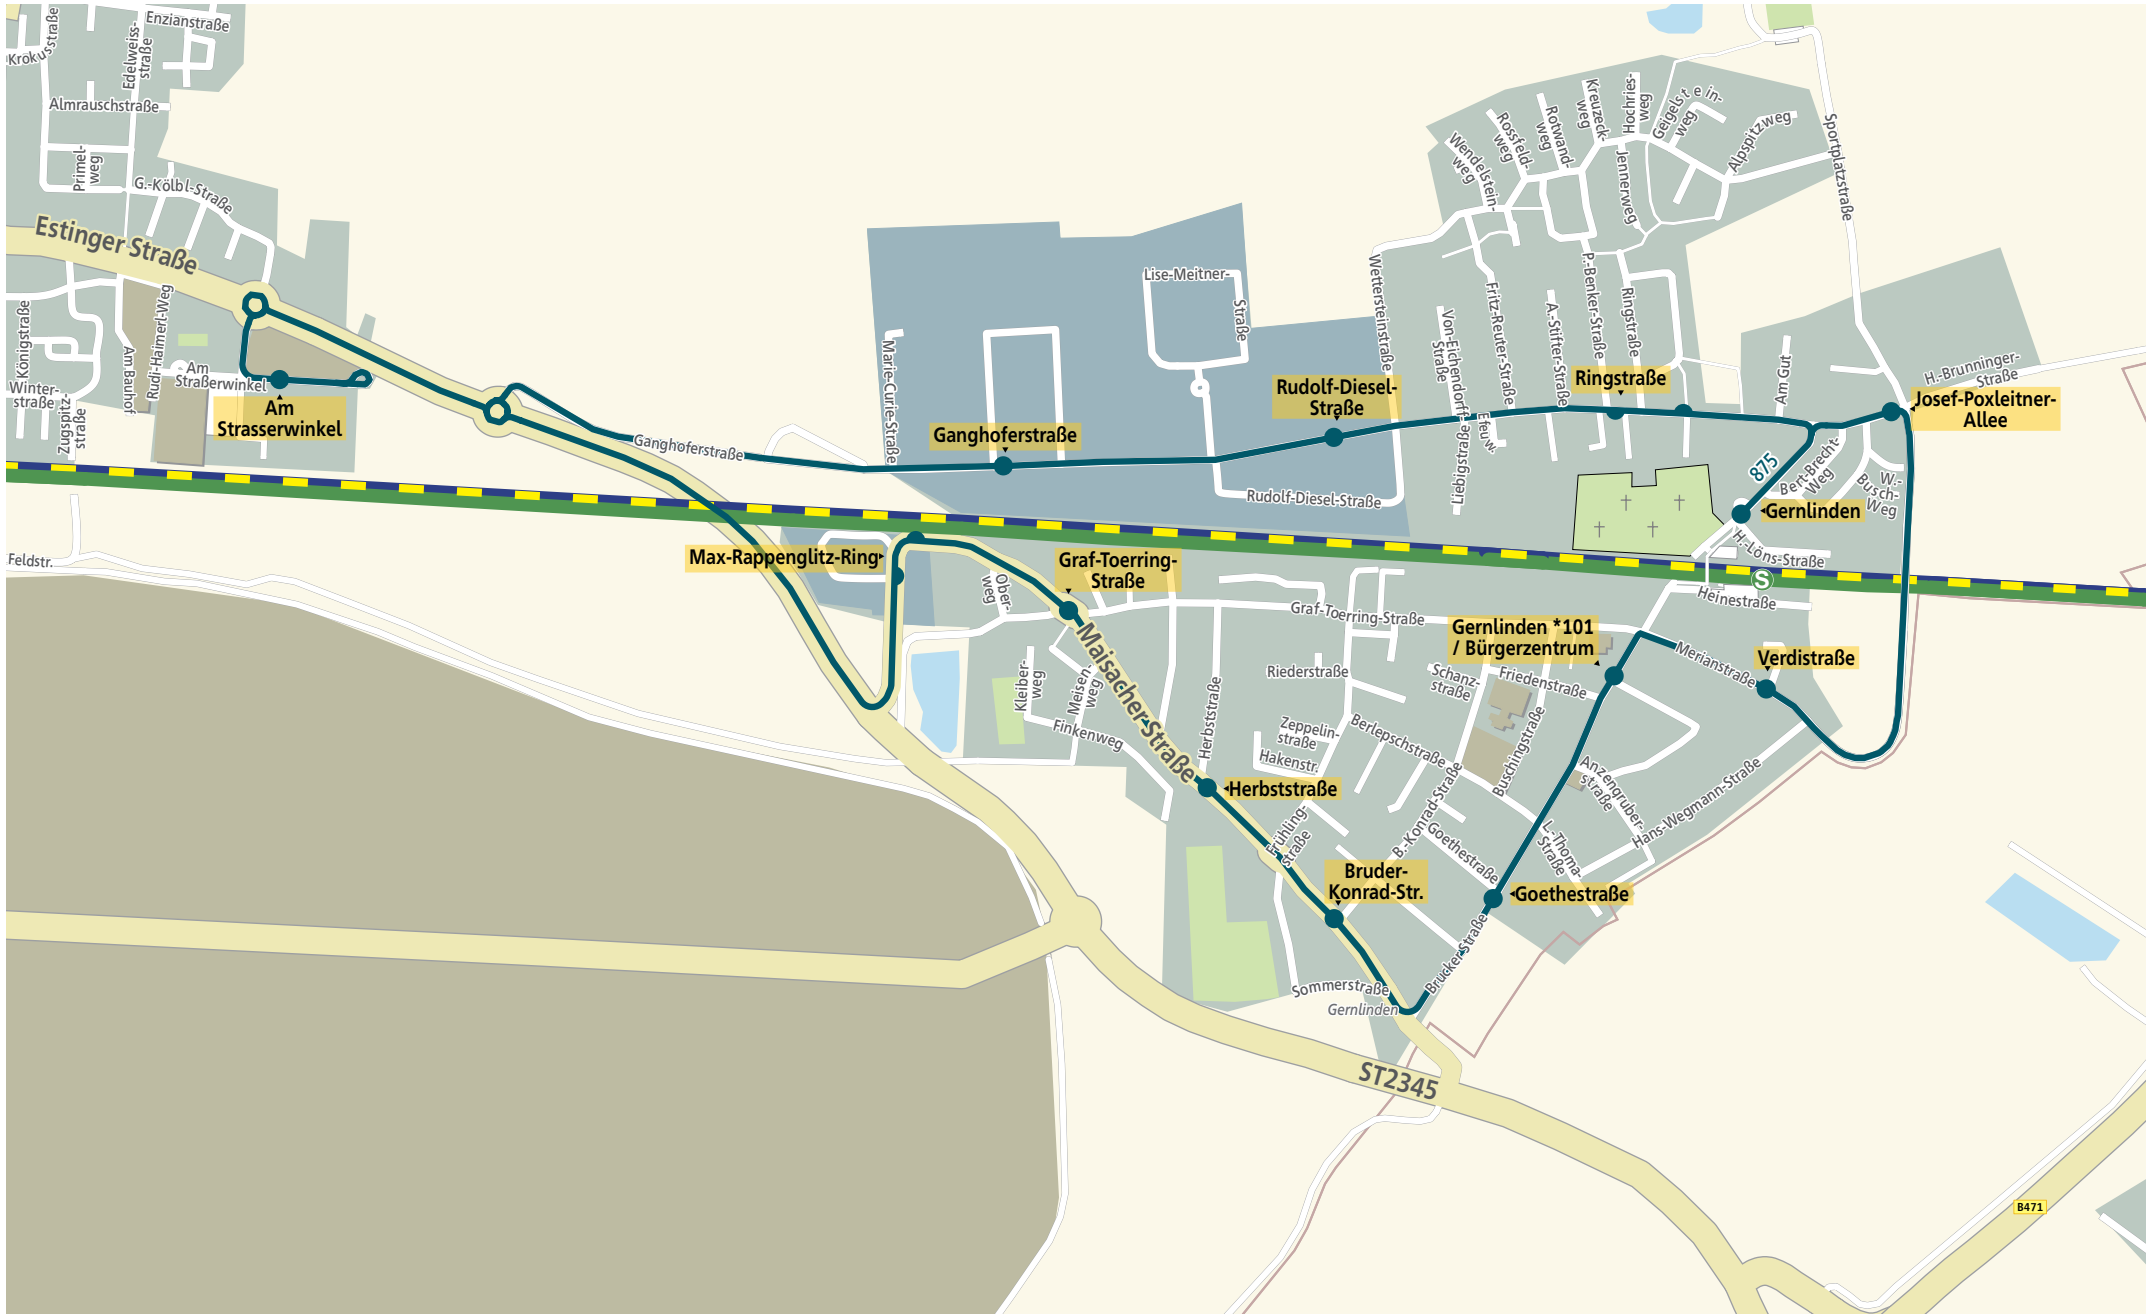 Enzianstraße
Krokusstraße
Edelweiss-
straße
Almrauschstraße
Primel-
weg
G.-Kölbl-Straße
Estinger Straße
Königstraße
Winter-
straße
Zugspitz-
straße
Am Bauhof
Rudi-Haimerl-Weg
Am
Straßerwinkel
Am
Strasserwinkel
Feldstr.
Ganghoferstraße
Marie-Curie-Straße
Ganghoferstraße
Lise-Meitner-
Straße
Rudolf-Diesel-
Straße
Rudolf-Diesel-Straße
Wettersteinstraße
Wendelstein-
weg
Rossfeld-
weg
Rotwand-
weg
Kreuzeck-
weg
Hochries-
weg
Geigelstein-
weg
Alpspitzweg
Jennerweg
Sportplatzstraße
Von-Eichendorff-
Straße
Fritz-Reuter-Straße
A.-Stifter-Straße
P.-Benker-Straße
Ringstraße
Ringstraße
Liebigstraße
Efeuw.
Am Gut
H.-Brunninger-
Straße
Josef-Poxleitner-
Allee
875
Bert-Brecht-
Weg
W.-
Busch-
Weg
Gernlinden
H.-Löns-Straße
S
Heinestraße
Max-Rappenglitz-Ring
Graf-Toerring-
Straße
Ober-
weg
Graf-Toerring-Straße
Gernlinden *101
/ Bürgerzentrum
Merianstraße
Verdistraße
Kleiber-
weg
Meisen-
weg
Finkenweg
Maisacher Straße
Herbststraße
Riederstraße
Schanz-
straße
Friedenstraße
Zeppelin-
straße
Hakenstr.
Berlepschstraße
Buschingstraße
B.-Konrad-Straße
Anzengruber-
straße
Hans-Wegmann-Straße
Herbststraße
Frühling-
straße
Goethestraße
L.-Thoma-
Straße
Bruder-
Konrad-Str.
Goethestraße
Brucker Straße
Sommerstraße
Gernlinden
ST2345
B471